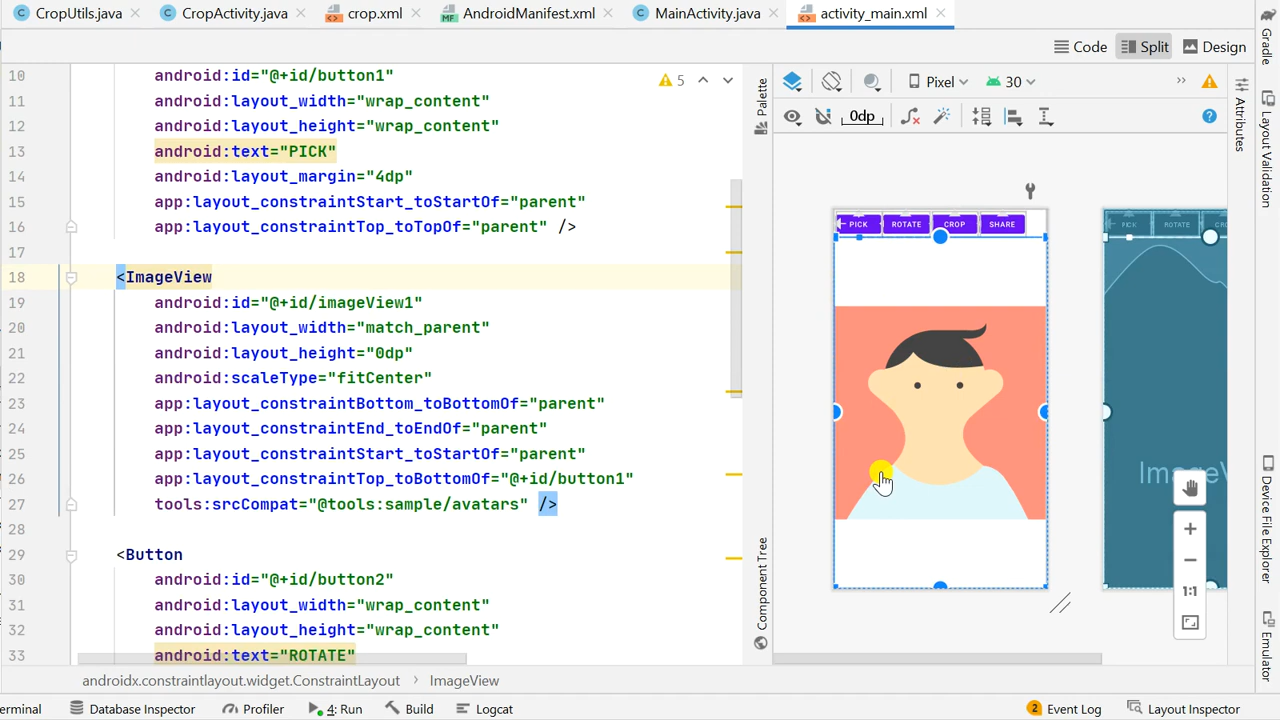 CropUtils.java CropActivity.java crop.xml AndroidManifest.xml MainActivity.java activity_main.xml
Code Split Design
Gradle
10 android:id="@+id/button1"
11 android:layout_width="wrap_content"
12 android:layout_height="wrap_content"
13 android:text="PICK"
14 android:layout_margin="4dp"
15 app:layout_constraintStart_toStartOf="parent"
16 app:layout_constraintTop_toTopOf="parent" />
17
18 <ImageView
19 android:id="@+id/imageView1"
20 android:layout_width="match_parent"
21 android:layout_height="0dp"
22 android:scaleType="fitCenter"
23 app:layout_constraintBottom_toBottomOf="parent"
24 app:layout_constraintEnd_toEndOf="parent"
25 app:layout_constraintStart_toStartOf="parent"
26 app:layout_constraintTop_toBottomOf="@+id/button1"
27 tools:srcCompat="@tools:sample/avatars" />
28
29 <Button
30 android:id="@+id/button2"
31 android:layout_width="wrap_content"
32 android:layout_height="wrap_content"
33 android:text="ROTATE"
5
Palette
Component Tree
Pixel 30 »
0dp ?
PICK ROTATE CROP SHARE
PICK ROTATE CRO
ImageV
+
−
1:1
Attributes
Layout Validation
Device File Explorer
Emulator
androidx.constraintlayout.widget.ConstraintLayout › ImageView
erminal Database Inspector Profiler 4: Run Build Logcat 2 Event Log Layout Inspector